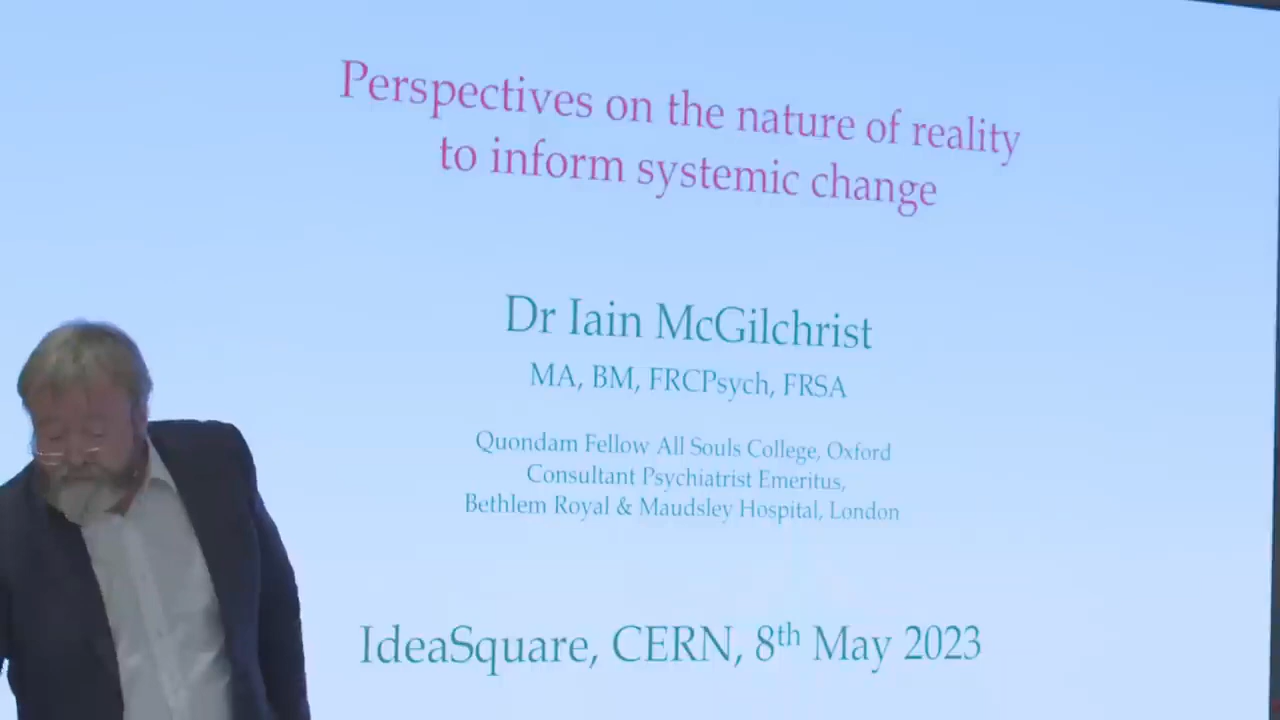 Perspectives on the nature of reality
to inform systemic change
Dr Iain McGilchrist
MA, BM, FRCPsych, FRSA
Quondam Fellow All Souls College, Oxford
Consultant Psychiatrist Emeritus,
Bethlem Royal & Maudsley Hospital, London
IdeaSquare, CERN, 8th May 2023